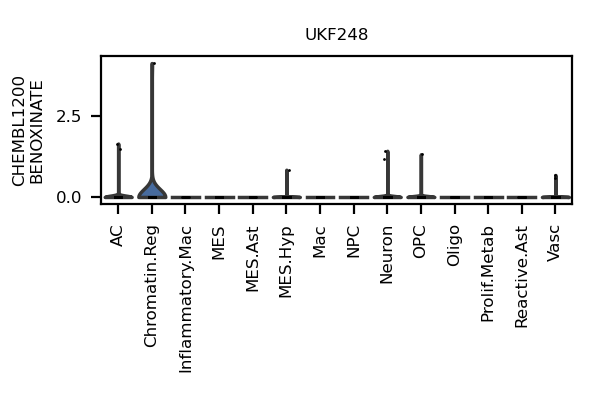 UKF248
CHEMBL1200
BENOXINATE
2.5
0.0
AC
Chromatin.Reg
Inflammatory.Mac
MES
MES.Ast
MES.Hyp
Mac
NPC
Neuron
OPC
Oligo
Prolif.Metab
Reactive.Ast
Vasc